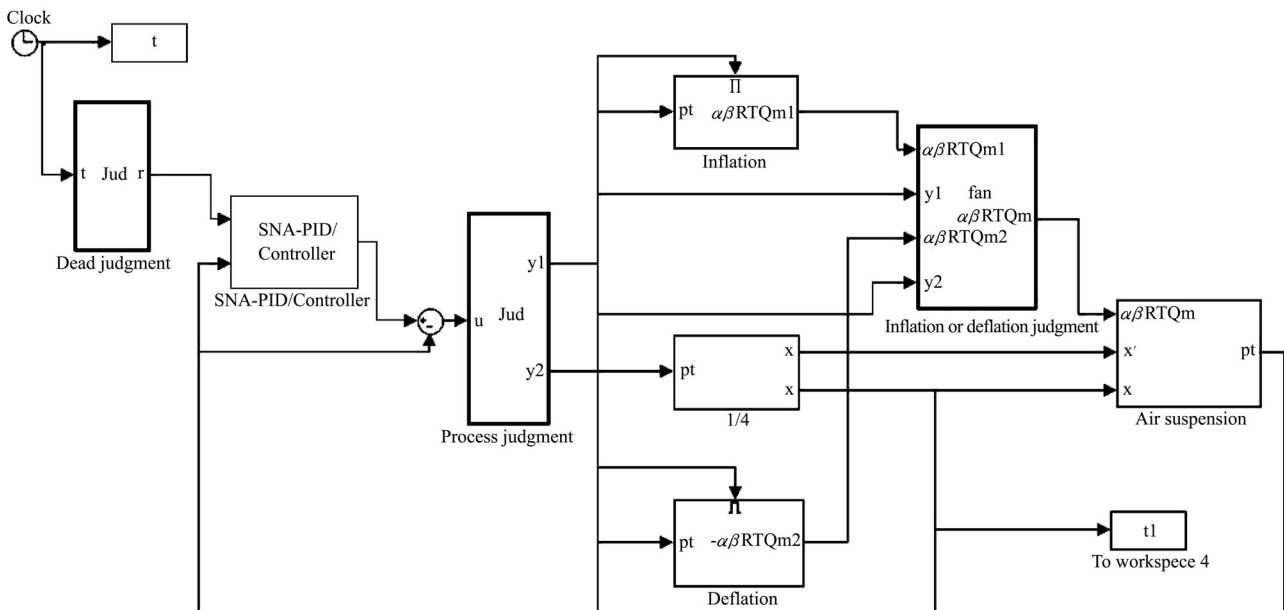 Clock
t
t Jud r
Dead judgment
SNA-PID/
Controller
SNA-PID/Controller
+
-
u Jud y1
y2
Process judgment
Π
pt αβRTQm1
Inflation
αβRTQm1
y1 fan
αβRTQm
αβRTQm2
y2
Inflation or deflation judgment
pt x
x
1/4
αβRTQm
x' pt
x
Air suspension
pt -αβRTQm2
Deflation
t1
To workspece 4